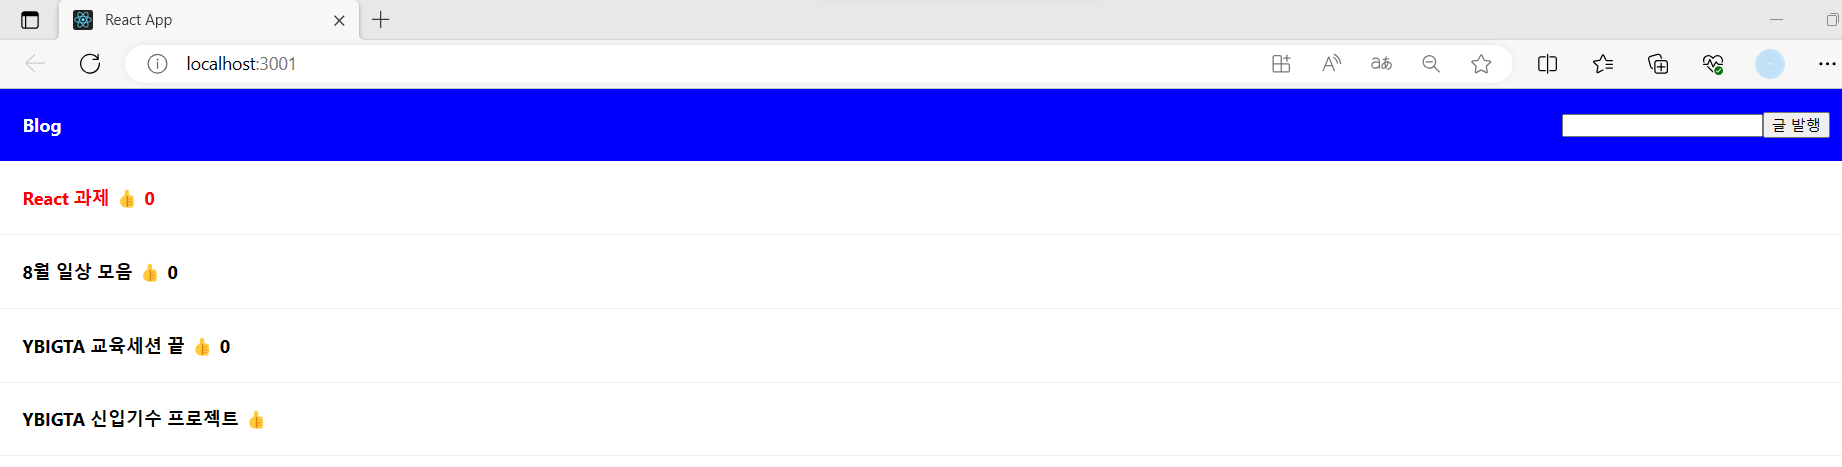 React App
localhost:3001
Blog
글 발행
React 과제 👍 0
8월 일상 모음 👍 0
YBIGTA 교육세션 끝 👍 0
YBIGTA 신입기수 프로젝트 👍